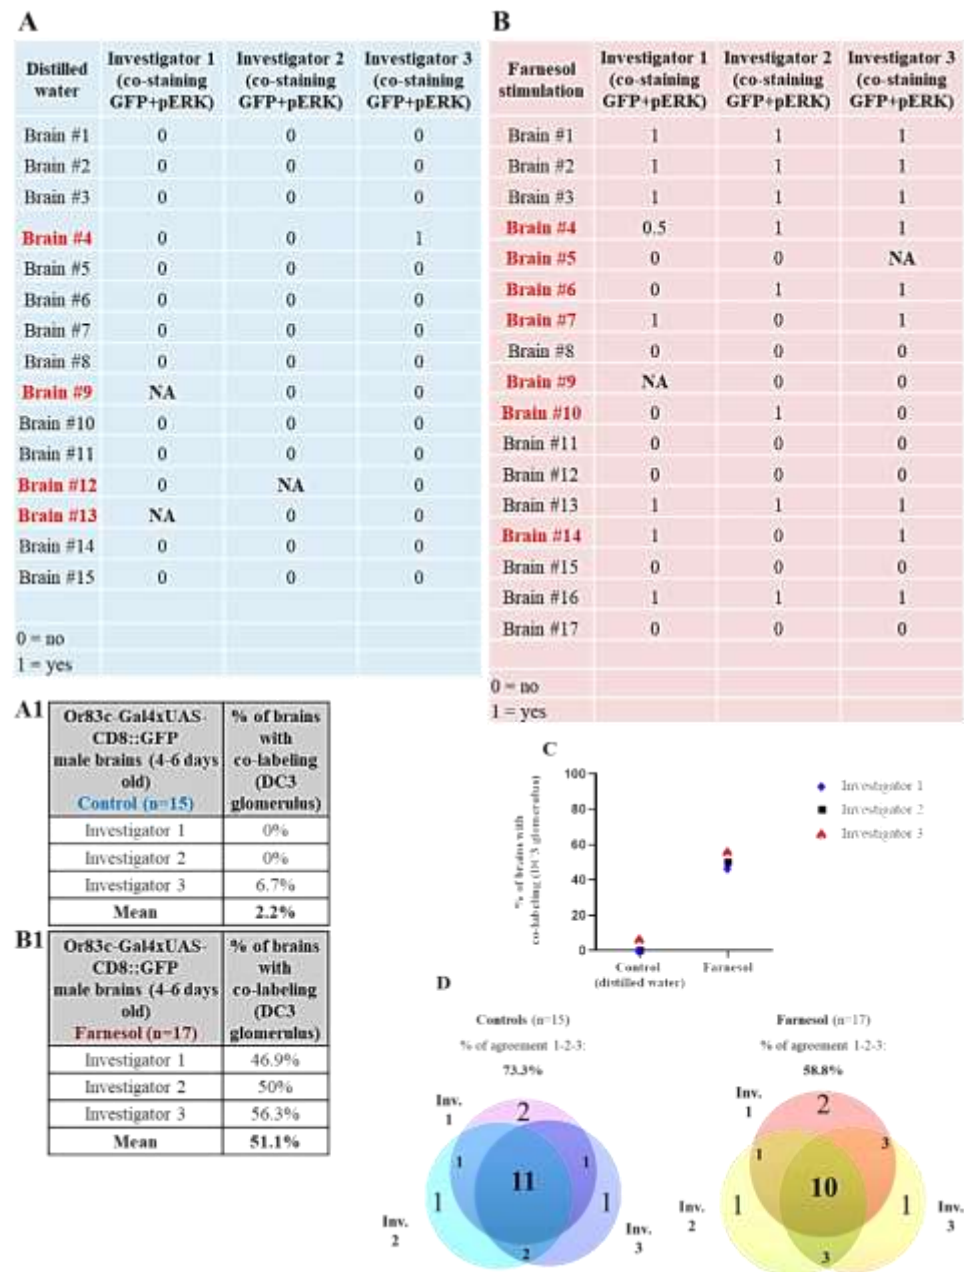 A
Distilled water
Investigator 1 (co-staining GFP+pERK)
Investigator 2 (co-staining GFP+pERK)
Investigator 3 (co-staining GFP+pERK)
Brain #1 0 0 0
Brain #2 0 0 0
Brain #3 0 0 0
Brain #4 0 0 1
Brain #5 0 0 0
Brain #6 0 0 0
Brain #7 0 0 0
Brain #8 0 0 0
Brain #9 NA 0 0
Brain #10 0 0 0
Brain #11 0 0 0
Brain #12 0 NA 0
Brain #13 NA 0 0
Brain #14 0 0 0
Brain #15 0 0 0
0 = no
1 = yes
B
Farnesol stimulation
Investigator 1 (co-staining GFP+pERK)
Investigator 2 (co-staining GFP+pERK)
Investigator 3 (co-staining GFP+pERK)
Brain #1 1 1 1
Brain #2 1 1 1
Brain #3 1 1 1
Brain #4 0.5 1 1
Brain #5 0 0 NA
Brain #6 0 1 1
Brain #7 1 0 1
Brain #8 0 0 0
Brain #9 NA 0 0
Brain #10 0 1 0
Brain #11 0 0 0
Brain #12 0 0 0
Brain #13 1 1 1
Brain #14 1 0 1
Brain #15 0 0 0
Brain #16 1 1 1
Brain #17 0 0 0
0 = no
1 = yes
A1
Or83c-Gal4xUAS-
CD8::GFP
male brains (4-6 days
old)
Control (n=15)
% of brains
with
co-labeling
(DC3
glomerulus)
Investigator 1 0%
Investigator 2 0%
Investigator 3 6.7%
Mean 2.2%
B1
Or83c-Gal4xUAS-
CD8::GFP
male brains (4-6 days
old)
Farnesol (n=17)
% of brains
with
co-labeling
(DC3
glomerulus)
Investigator 1 46.9%
Investigator 2 50%
Investigator 3 56.3%
Mean 51.1%
C
% of brains with
co-labeling (DC3 glomerulus)
100
80
60
40
20
0
Control
(distilled water)
Farnesol
Investigator 1
Investigator 2
Investigator 3
D
Controls (n=15)
% of agreement 1-2-3:
73.3%
Inv.
1
2
1
1
11
1
1
2
Inv.
2
Inv.
3
Farnesol (n=17)
% of agreement 1-2-3:
58.8%
Inv.
1
2
1
3
10
1
1
3
Inv.
2
Inv.
3